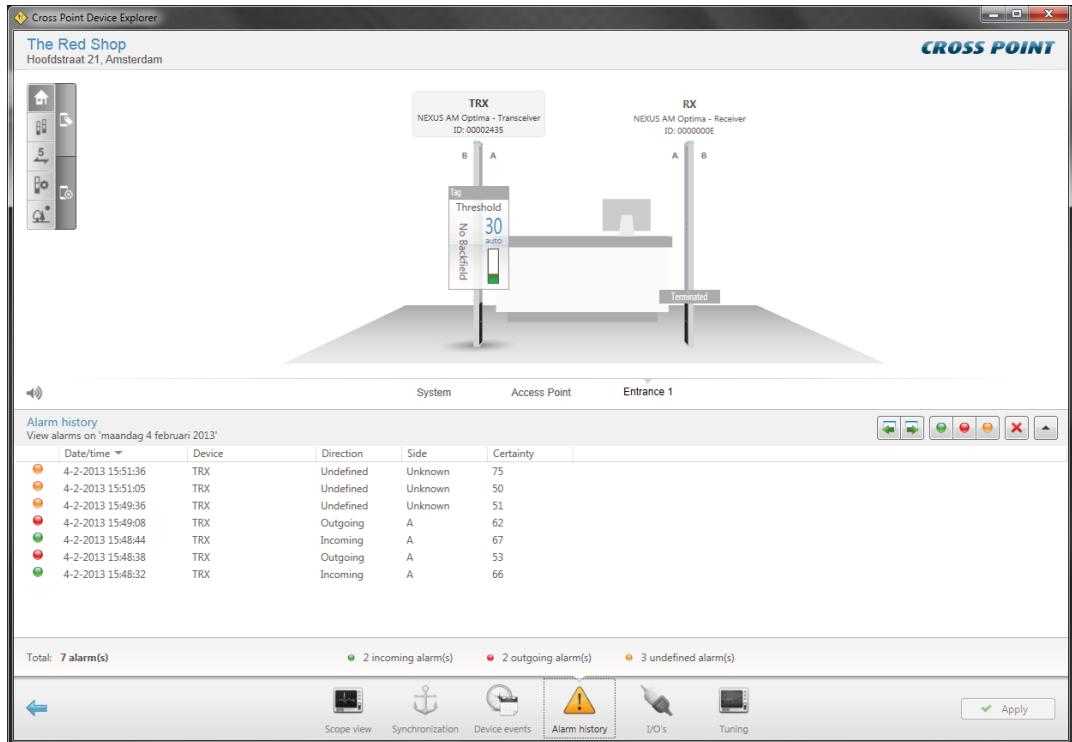 Cross Point Device Explorer
The Red Shop
Hoofdstraat 21, Amsterdam
CROSS POINT
TRX
NEXUS AM Optima - Transceiver
ID: 00002435
RX
NEXUS AM Optima - Receiver
ID: 0000000E
B A
A B
5
Tag
Threshold
No Backfield
30
auto
Terminated
System Access Point Entrance 1
Alarm history
View alarms on 'maandag 4 februari 2013'
Date/time Device Direction Side Certainty
4-2-2013 15:51:36 TRX Undefined Unknown 75
4-2-2013 15:51:05 TRX Undefined Unknown 50
4-2-2013 15:49:36 TRX Undefined Unknown 51
4-2-2013 15:49:08 TRX Outgoing A 62
4-2-2013 15:48:44 TRX Incoming A 67
4-2-2013 15:48:38 TRX Outgoing A 53
4-2-2013 15:48:32 TRX Incoming A 66
Total: 7 alarm(s) 2 incoming alarm(s) 2 outgoing alarm(s) 3 undefined alarm(s)
Scope view Synchronization Device events Alarm history I/O's Tuning
Apply